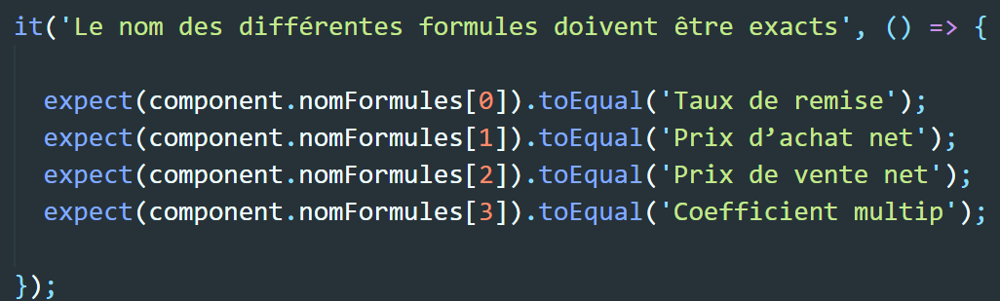 it('Le nom des différentes formules doivent être exacts', () => {
expect(component.nomFormules[0]).toEqual('Taux de remise');
expect(component.nomFormules[1]).toEqual('Prix d’achat net');
expect(component.nomFormules[2]).toEqual('Prix de vente net');
expect(component.nomFormules[3]).toEqual('Coefficient multip');
});